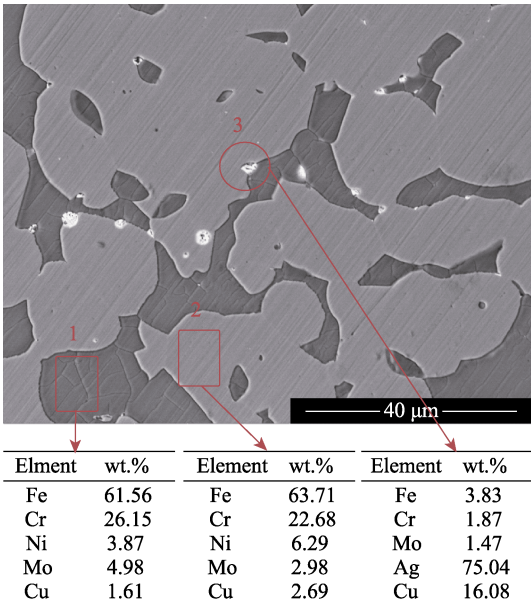 3
1
2
40 µm
Elment wt.% Element wt.% Element wt.%
Fe 61.56 Fe 63.71 Fe 3.83
Cr 26.15 Cr 22.68 Cr 1.87
Ni 3.87 Ni 6.29 Mo 1.47
Mo 4.98 Mo 2.98 Ag 75.04
Cu 1.61 Cu 2.69 Cu 16.08